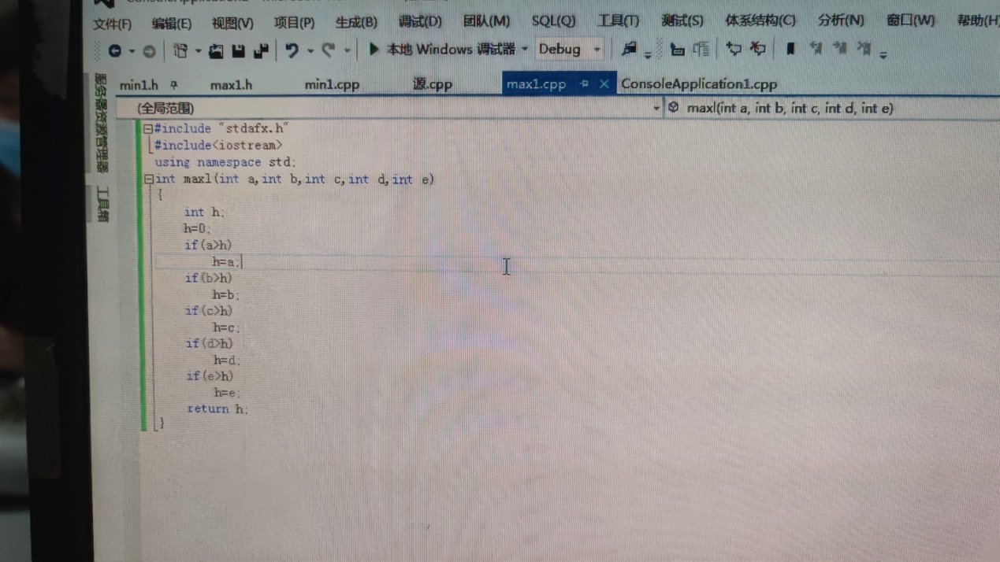 文件(F) 编辑(E) 视图(V) 项目(P) 生成(B) 调试(D) 团队(M) SQL(Q) 工具(T) 测试(S) 体系结构(C) 分析(N) 窗口(W) 帮助(H)
本地 Windows 调试器 Debug
min1.h max1.h min1.cpp 源.cpp max1.cpp ConsoleApplication1.cpp
(全局范围) max1(int a, int b, int c, int d, int e)
服务器资源管理器
工具箱
#include "stdafx.h"
#include<iostream>
using namespace std;
int max1(int a,int b,int c,int d,int e)
{
int h;
h=0;
if(a>h)
h=a;
if(b>h)
h=b;
if(c>h)
h=c;
if(d>h)
h=d;
if(e>h)
h=e;
return h;
}